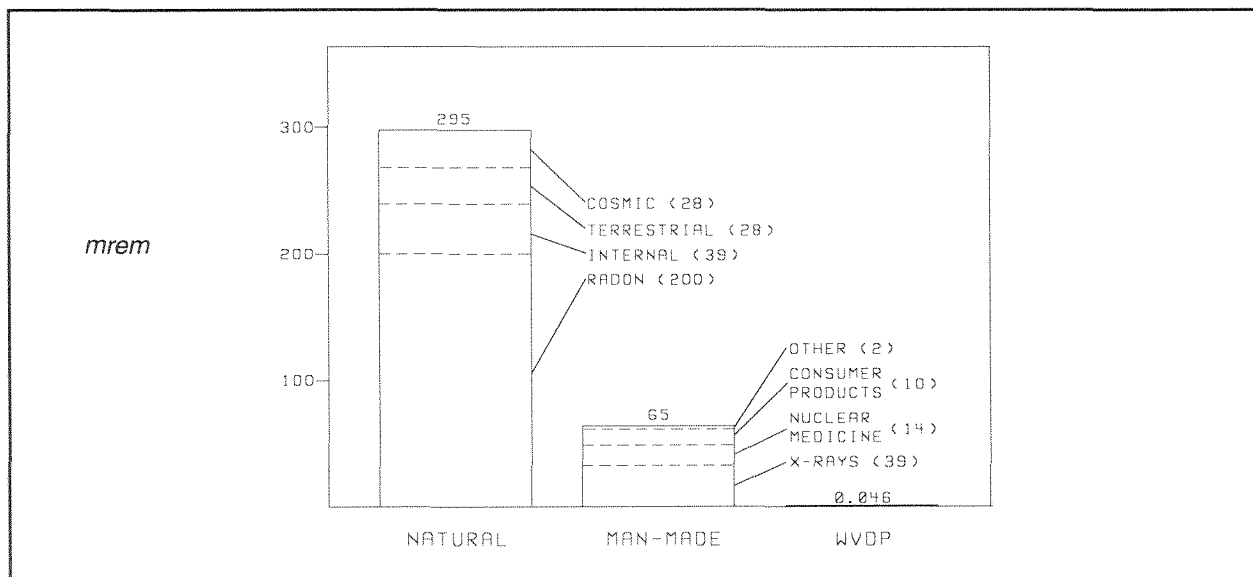 295
300
COSMIC (28)
TERRESTRIAL (28)
mrem
INTERNAL (39)
200
RADON (200)
OTHER (2)
CONSUMER
PRODUCTS (10)
100
65
NUCLEAR
MEDICINE (14)
X-RAYS (39)
0.046
NATURAL MAN-MADE WVDP